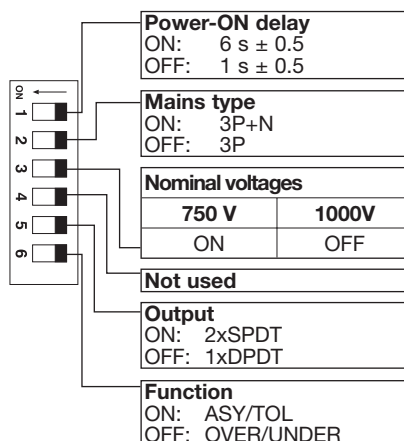 Power-ON delay
ON: 6 s ± 0.5
OFF: 1 s ± 0.5
Mains type
ON: 3P+N
OFF: 3P
Nominal voltages
750 V 1000V
ON OFF
Not used
Output
ON: 2xSPDT
OFF: 1xDPDT
Function
ON: ASY/TOL
OFF: OVER/UNDER
ON
1
2
3
4
5
6